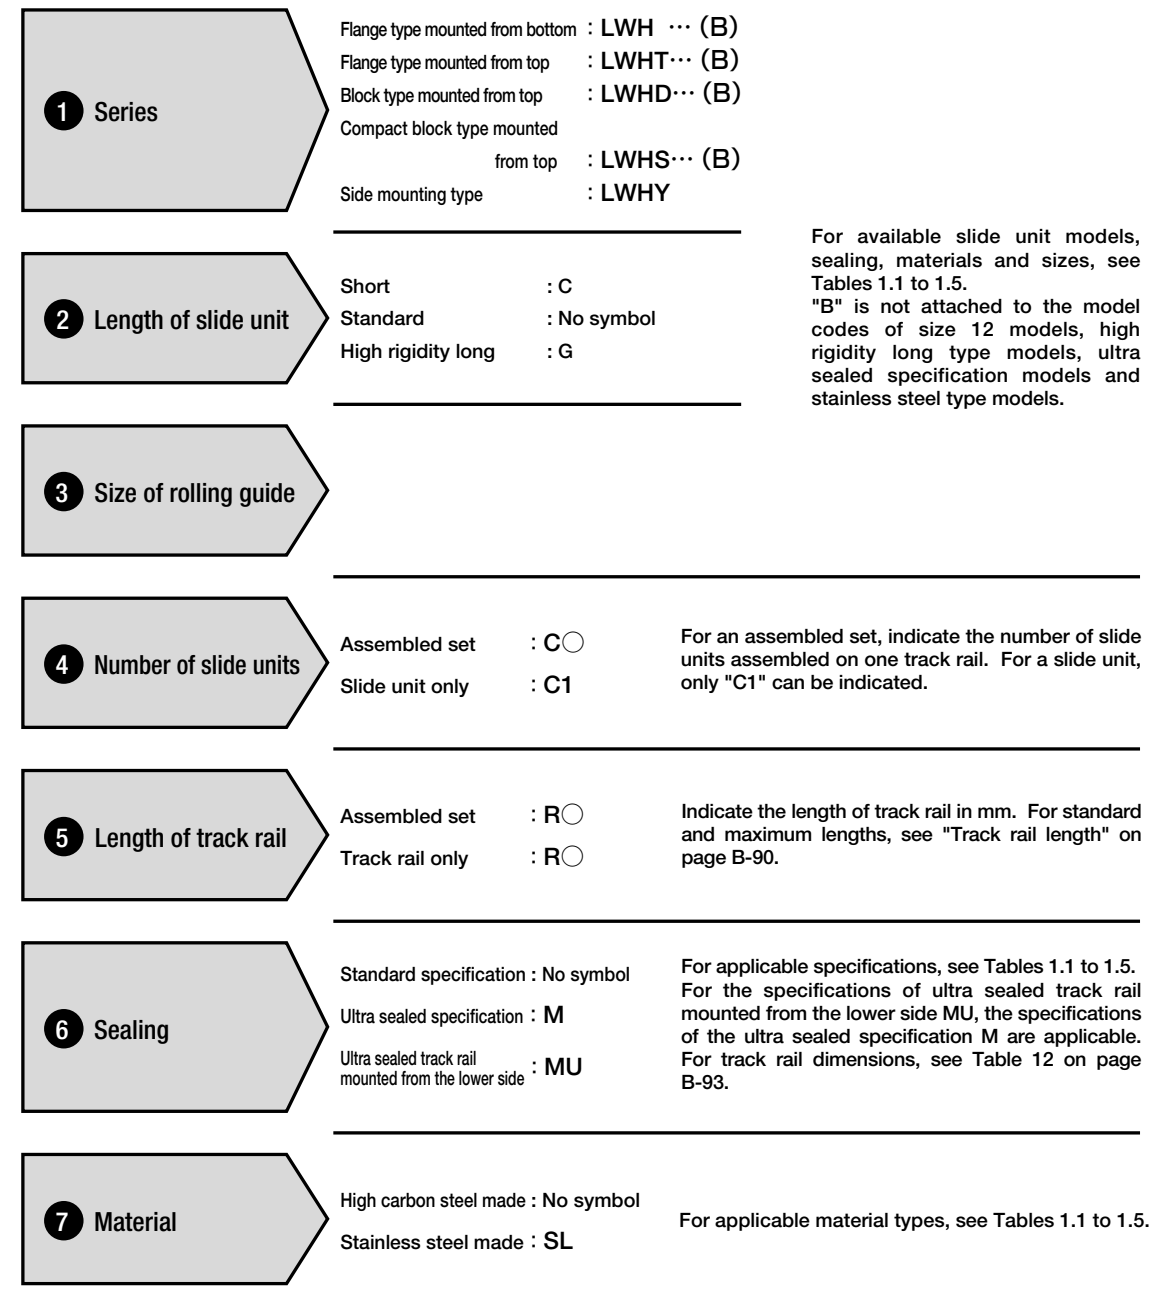 1 Series
Flange type mounted from bottom : LWH ··· (B)
Flange type mounted from top : LWHT··· (B)
Block type mounted from top : LWHD··· (B)
Compact block type mounted
from top : LWHS··· (B)
Side mounting type : LWHY
2 Length of slide unit
Short : C
Standard : No symbol
High rigidity long : G
For available slide unit models,
sealing, materials and sizes, see
Tables 1.1 to 1.5.
"B" is not attached to the model
codes of size 12 models, high
rigidity long type models, ultra
sealed specification models and
stainless steel type models.
3 Size of rolling guide
4 Number of slide units
Assembled set : C○
Slide unit only : C1
For an assembled set, indicate the number of slide
units assembled on one track rail. For a slide unit,
only "C1" can be indicated.
5 Length of track rail
Assembled set : R○
Track rail only : R○
Indicate the length of track rail in mm. For standard
and maximum lengths, see "Track rail length" on
page B-90.
6 Sealing
Standard specification : No symbol
Ultra sealed specification : M
Ultra sealed track rail
mounted from the lower side : MU
For applicable specifications, see Tables 1.1 to 1.5.
For the specifications of ultra sealed track rail
mounted from the lower side MU, the specifications
of the ultra sealed specification M are applicable.
For track rail dimensions, see Table 12 on page
B-93.
7 Material
High carbon steel made : No symbol
Stainless steel made : SL
For applicable material types, see Tables 1.1 to 1.5.